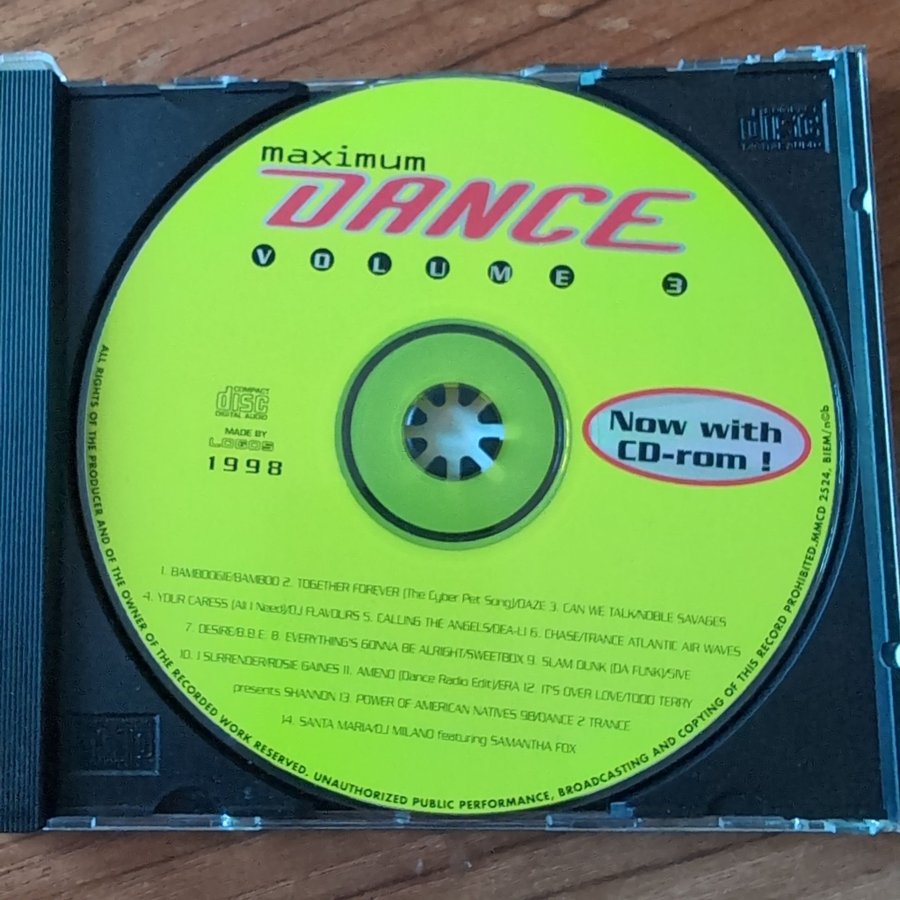 maximum
DANCE
VOLUME 3
COMPACT
disc
DIGITAL AUDIO
MADE BY
LOGOS
1998
Now with
CD-rom !
1. BAMBOOGIE/BAMBOO 2. TOGETHER FOREVER (The Cyber Pet Song)/DAZE 3. CAN WE TALK/NOBLE SAVAGES
4. YOUR CARESS (All I Need)/DJ FLAVOURS 5. CALLING THE ANGELS/DEA-LI 6. CHASE/TRANCE ATLANTIC AIR WAVES
7. DESIRE/B.B.E. 8. EVERYTHING'S GONNA BE ALRIGHT/SWEETBOX 9. SLAM DUNK (DA FUNK)/5IVE
10. I SURRENDER/ROSIE GAINES 11. AMENO (Dance Radio Edit)/ERA 12. IT'S OVER LOVE/TODD TERRY
presents SHANNON 13. POWER OF AMERICAN NATIVES 98/DANCE 2 TRANCE
14. SANTA MARIA/DJ MILANO featuring SAMANTHA FOX
ALL RIGHTS OF THE PRODUCER AND OF THE OWNER OF THE RECORDED WORK RESERVED. UNAUTHORIZED PUBLIC PERFORMANCE, BROADCASTING AND COPYING OF THIS RECORD PROHIBITED. MMCD 2524, BIEM/n©b
COMPACT
disc
DIGITAL AUDIO